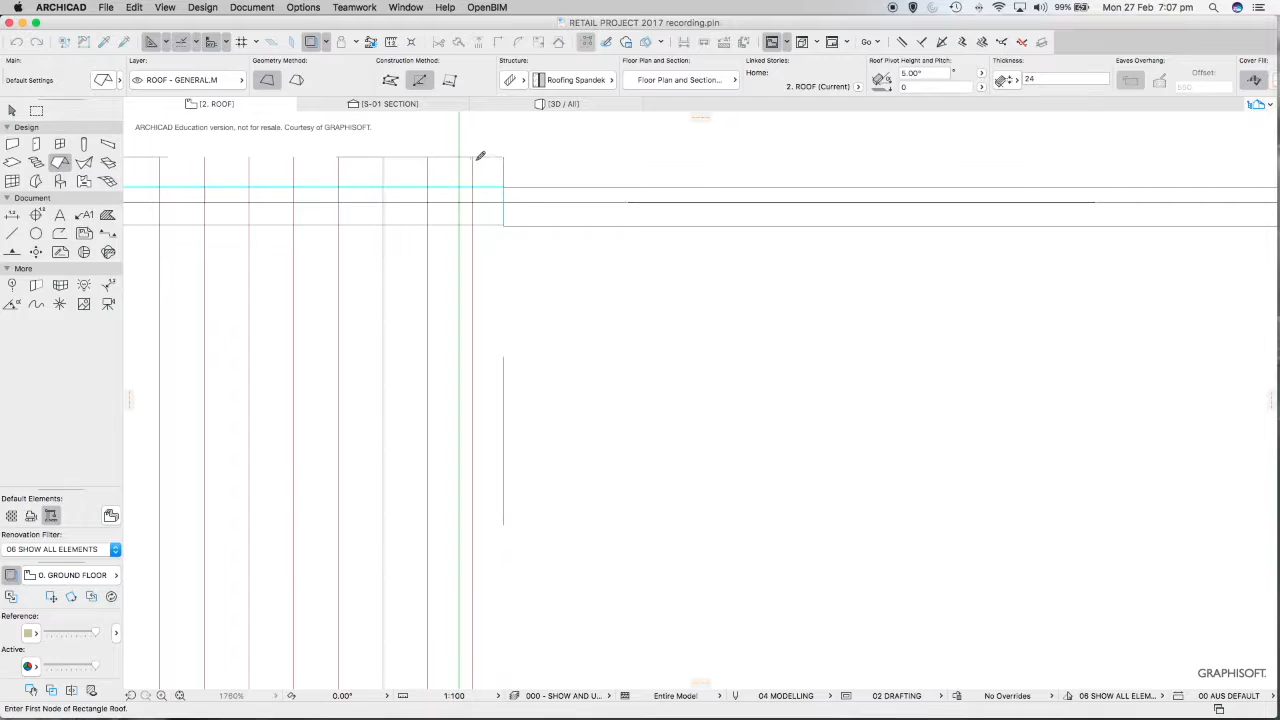 ARCHICAD File Edit View Design Document Options Teamwork Window Help OpenBIM
99% Mon 27 Feb 7:07 pm
RETAIL PROJECT 2017 recording.pln
Go
Main:
Default Settings
Layer:
ROOF - GENERAL.M
Geometry Method:
Construction Method:
Structure:
Roofing Spandek
Floor Plan and Section:
Floor Plan and Section...
Linked Stories:
Home:
2. ROOF (Current)
Roof Pivot Height and Pitch:
5.00°
0
Thickness:
24
Eaves Overhang:
Offset:
550
Cover Fill:
[2. ROOF]
[S-01 SECTION]
[3D / All]
Design
ARCHICAD Education version, not for resale. Courtesy of GRAPHISOFT.
Document
More
Default Elements:
Renovation Filter:
06 SHOW ALL ELEMENTS
0. GROUND FLOOR
Reference:
Active:
GRAPHISOFT.
1760%
0.00°
1:100
000 - SHOW AND U...
Entire Model
04 MODELLING
02 DRAFTING
No Overrides
06 SHOW ALL ELEM...
00 AUS DEFAULT
Enter First Node of Rectangle Roof.